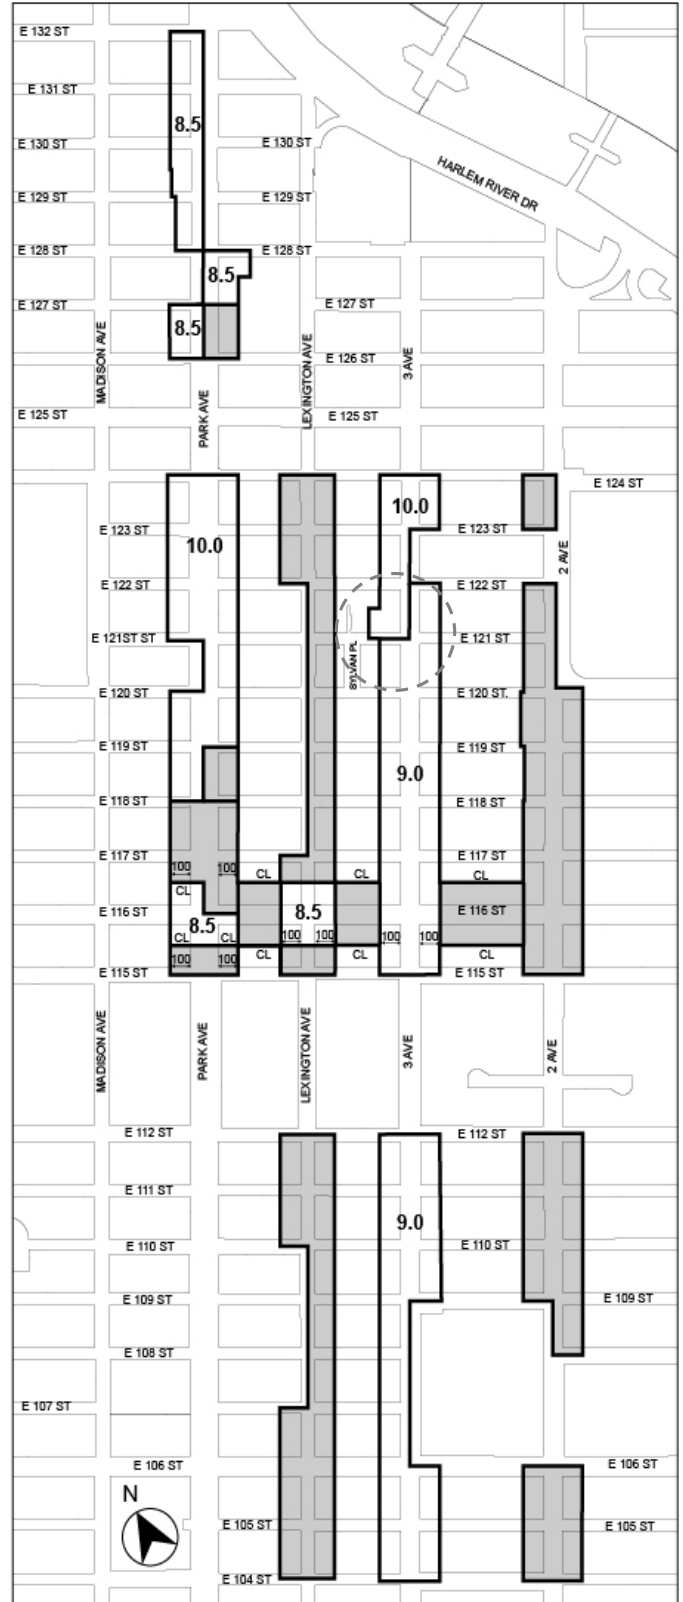 E 132 ST
E 131 ST
8.5
E 130 ST
E 130 ST
HARLEM RIVER DR
E 129 ST
E 129 ST
E 128 ST
E 128 ST
8.5
E 127 ST
E 127 ST
8.5
MADISON AVE
LEXINGTON AVE
3 AVE
E 126 ST
PARK AVE
E 125 ST
E 125 ST
E 124 ST
10.0
E 123 ST
E 123 ST
10.0
2 AVE
E 122 ST
E 122 ST
E 121ST ST
E 121 ST
SYLVAN PL
E 120 ST
E 120 ST.
E 119 ST
E 119 ST
9.0
E 118 ST
E 118 ST
E 117 ST
E 117 ST
100
100
CL
CL
CL
CL
E 116 ST
8.5
E 116 ST
8.5
CL
CL
100
100
100
100
100
100
CL
CL
CL
E 115 ST
E 115 ST
MADISON AVE
PARK AVE
LEXINGTON AVE
3 AVE
2 AVE
E 112 ST
E 112 ST
E 111 ST
9.0
E 110 ST
E 110 ST
E 109 ST
E 109 ST
E 108 ST
E 107 ST
E 106 ST
E 106 ST
N
E 105 ST
E 105 ST
E 104 ST